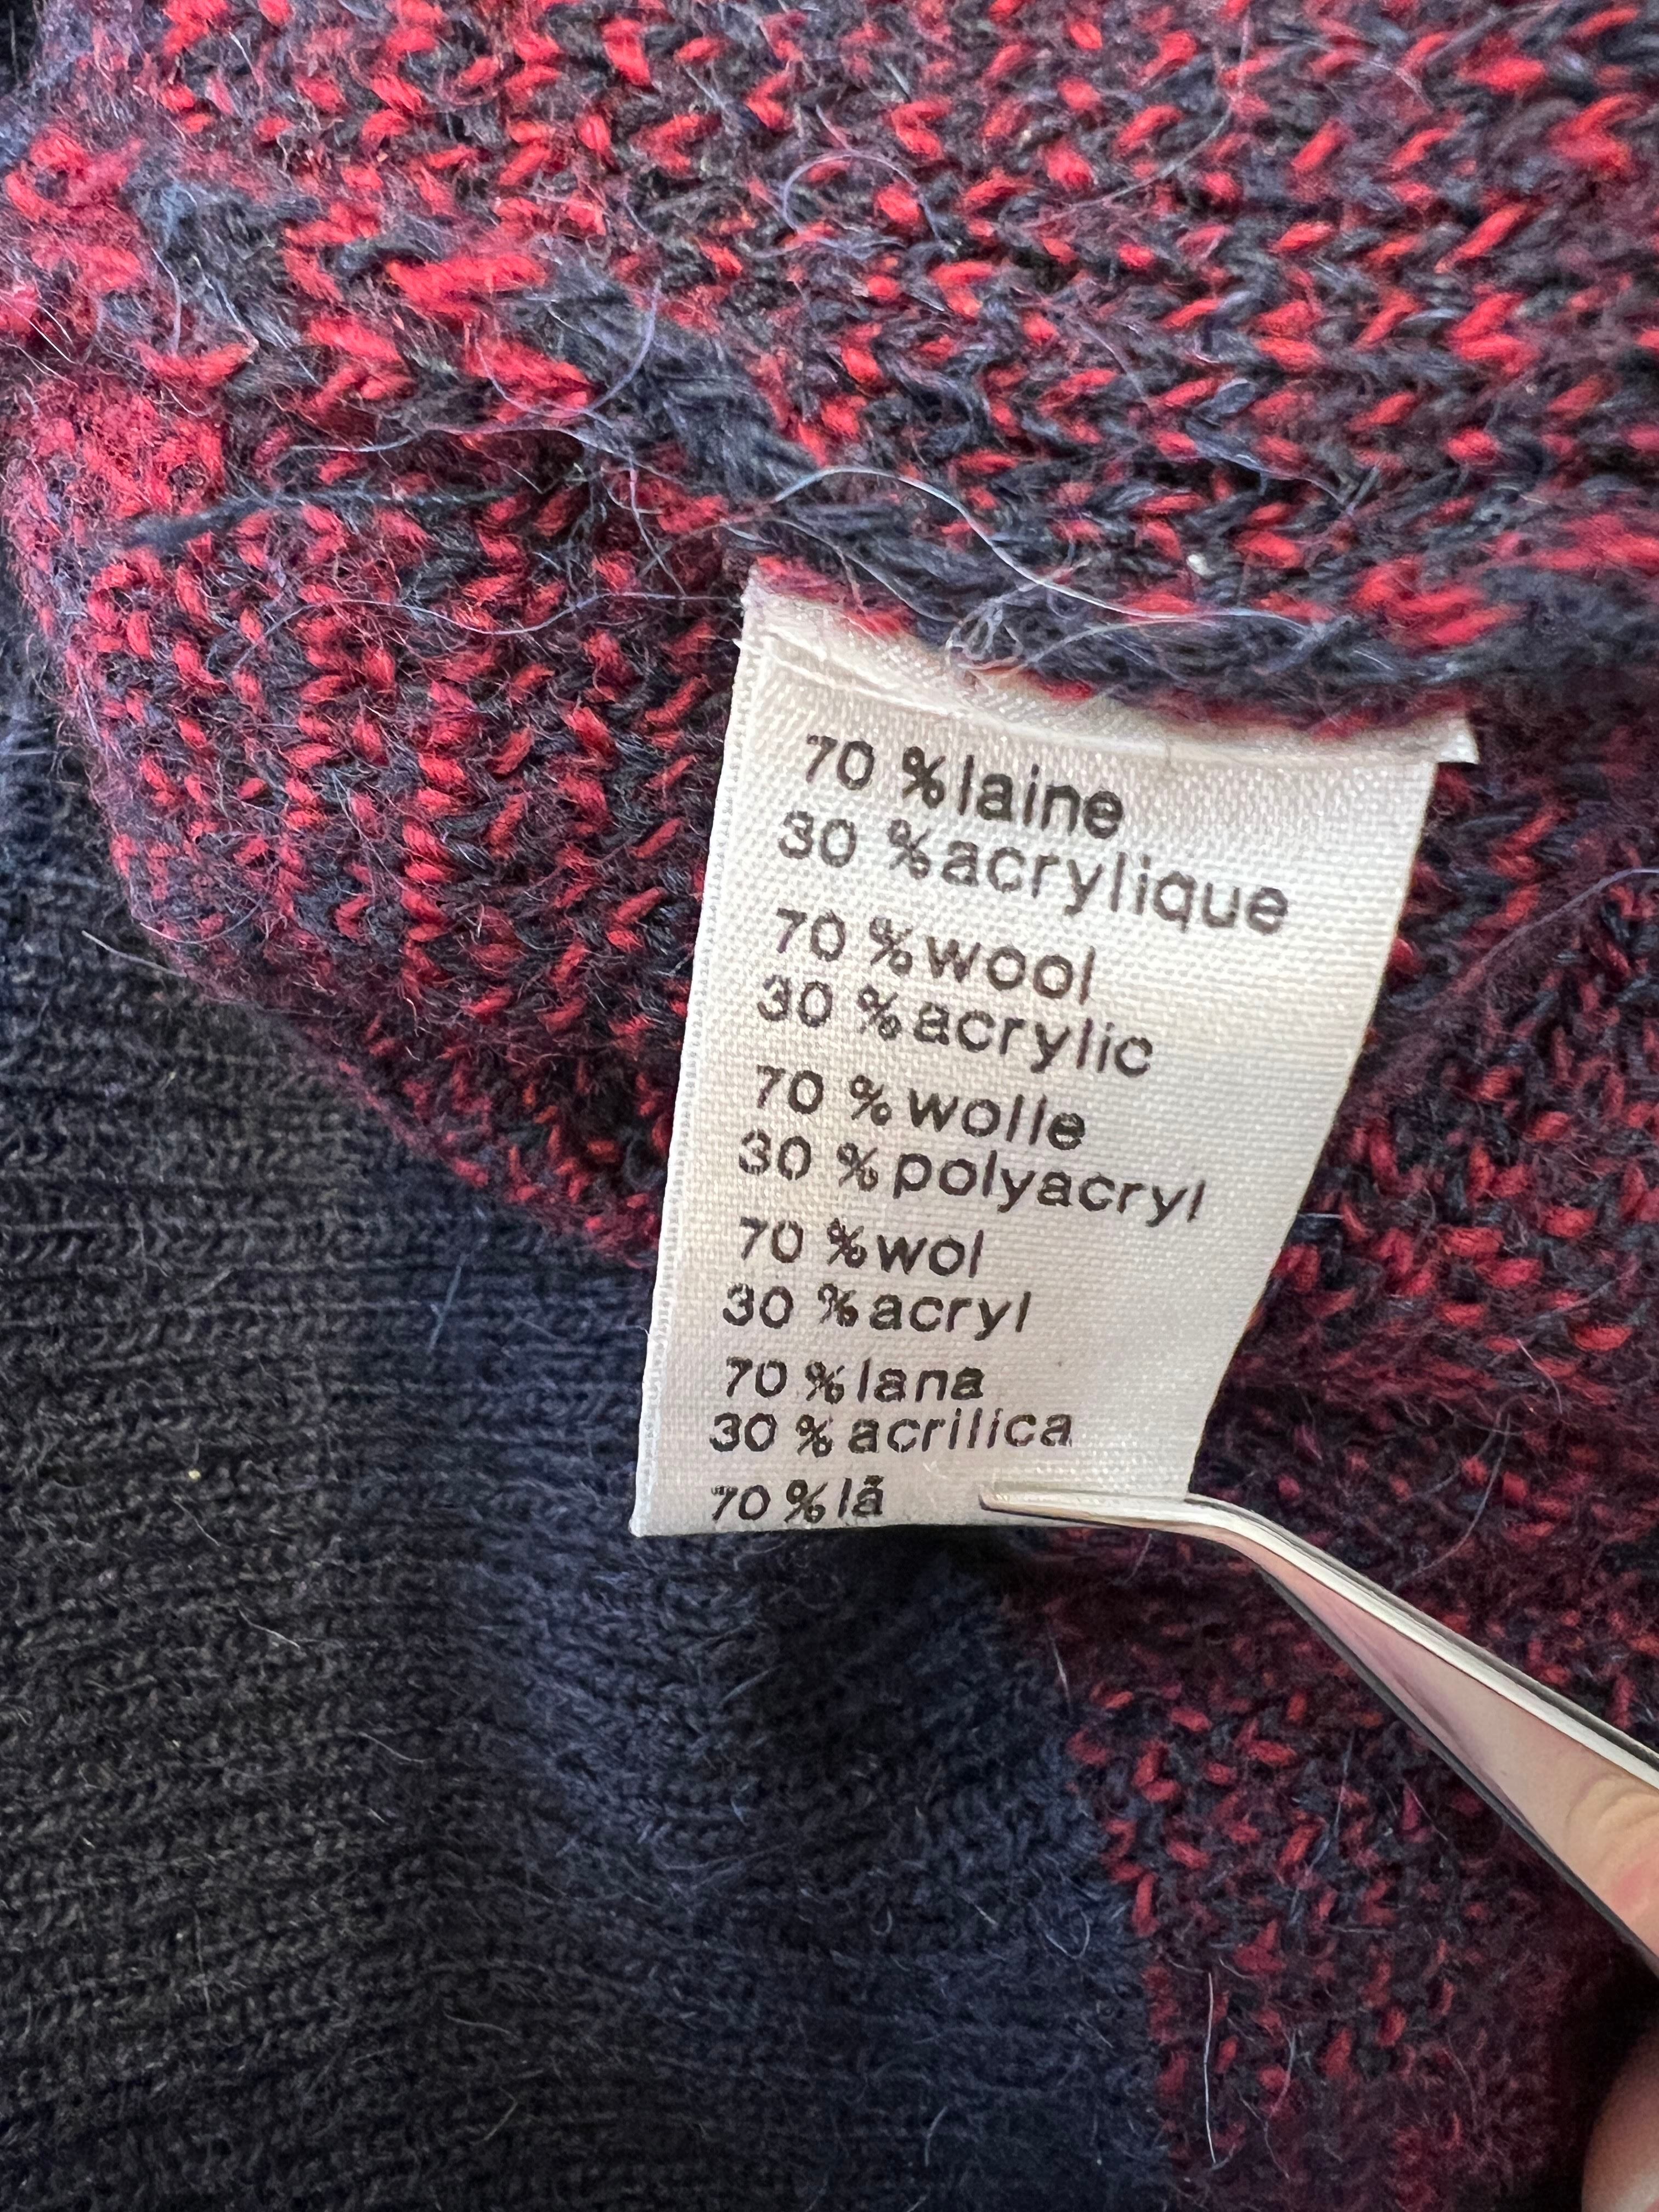 70 % laine
30 % acrylique
70 % wool
30 % acrylic
70 % wolle
30 % polyacryl
70 % wol
30 % acryl
70 % lana
30 % acrilica
70 % lã